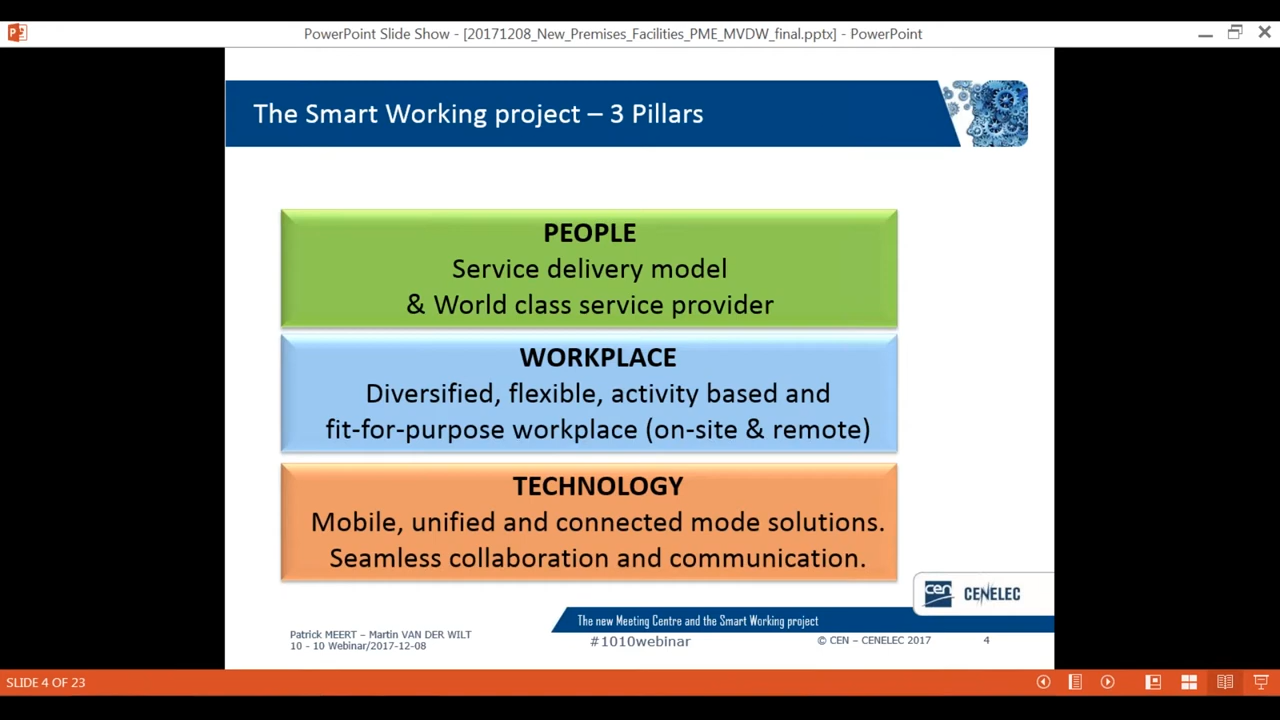 PowerPoint Slide Show - [20171208_New_Premises_Facilities_PME_MVDW_final.pptx] - PowerPoint
The Smart Working project – 3 Pillars
PEOPLE
Service delivery model
& World class service provider
WORKPLACE
Diversified, flexible, activity based and
fit-for-purpose workplace (on-site & remote)
TECHNOLOGY
Mobile, unified and connected mode solutions.
Seamless collaboration and communication.
cen CENELEC
The new Meeting Centre and the Smart Working project
Patrick MEERT – Martin VAN DER WILT
10 - 10 Webinar/2017-12-08
#1010webinar
© CEN – CENELEC 2017
4
SLIDE 4 OF 23